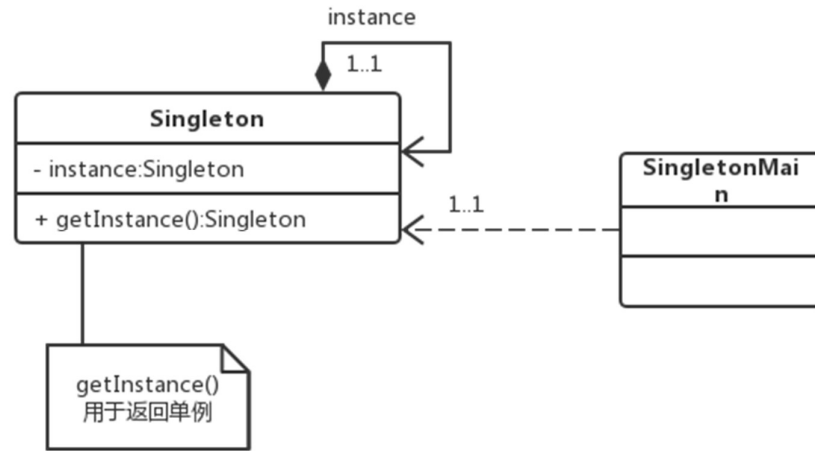 instance
1..1
Singleton
- instance:Singleton
+ getInstance():Singleton
1..1
SingletonMai
n
getInstance()
用于返回单例